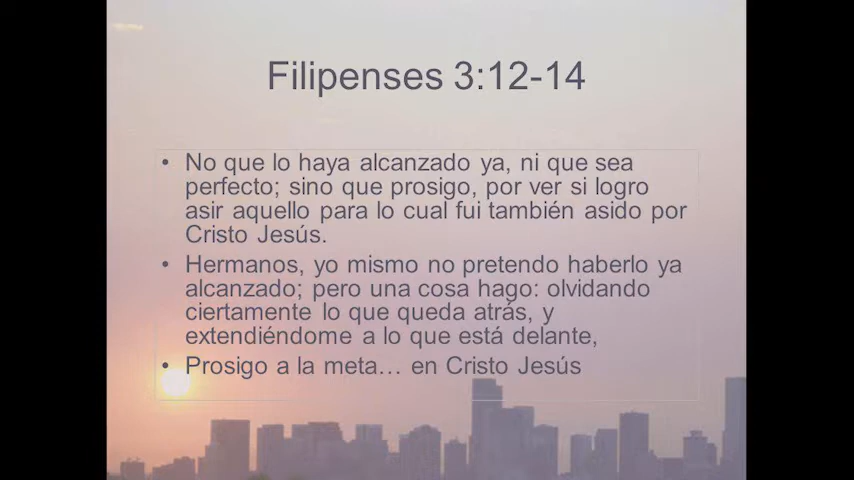 Filipenses 3:12-14
• No que lo haya alcanzado ya, ni que sea
perfecto; sino que prosigo, por ver si logro
asir aquello para lo cual fui también asido por
Cristo Jesús.
• Hermanos, yo mismo no pretendo haberlo ya
alcanzado; pero una cosa hago: olvidando
ciertamente lo que queda atrás, y
extendiéndome a lo que está delante,
• Prosigo a la meta… en Cristo Jesús